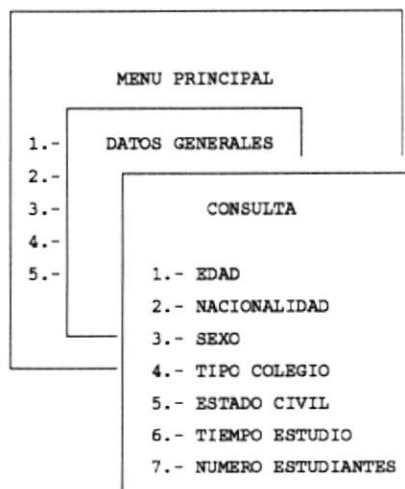 MENU PRINCIPAL
1.-
2.-
3.-
4.-
5.-
DATOS GENERALES
CONSULTA
1.- EDAD
2.- NACIONALIDAD
3.- SEXO
4.- TIPO COLEGIO
5.- ESTADO CIVIL
6.- TIEMPO ESTUDIO
7.- NUMERO ESTUDIANTES